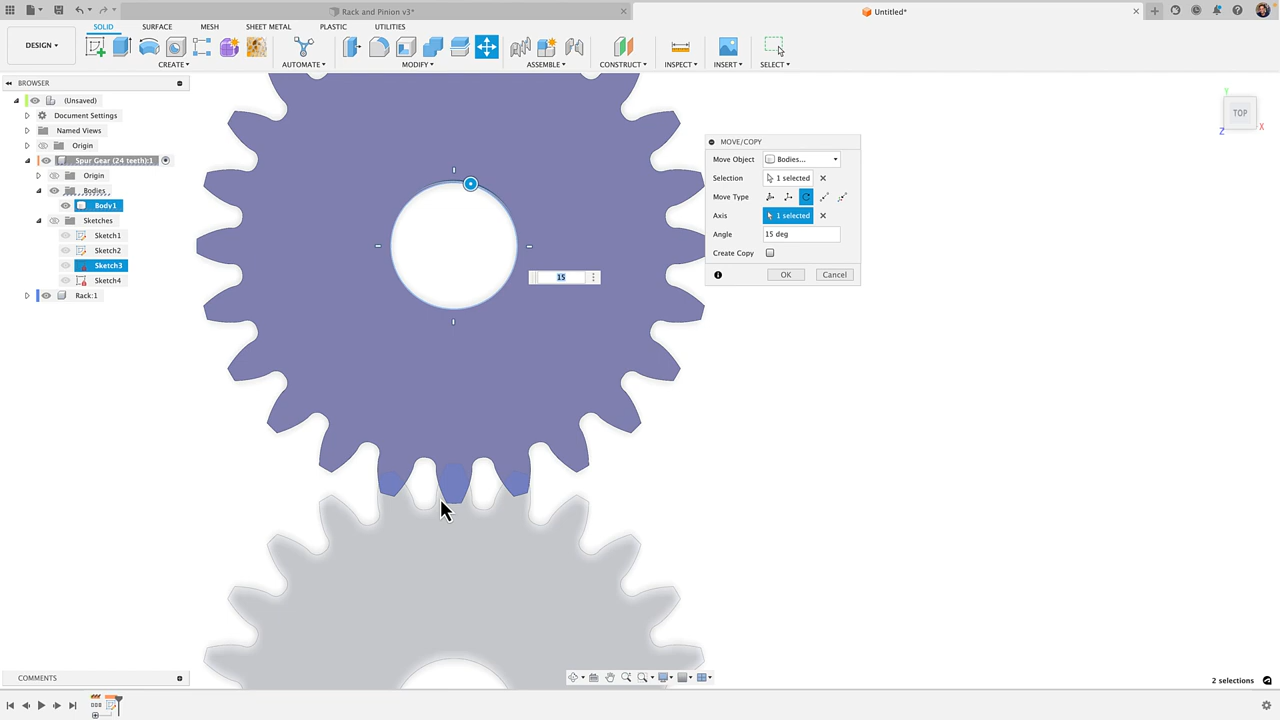 Rack and Pinion v3*
Untitled*
DESIGN
SOLID
SURFACE
MESH
SHEET METAL
PLASTIC
UTILITIES
CREATE
AUTOMATE
MODIFY
ASSEMBLE
CONSTRUCT
INSPECT
INSERT
SELECT
BROWSER
(Unsaved)
Document Settings
Named Views
Origin
Spur Gear (24 teeth):1
Origin
Bodies
Body1
Sketches
Sketch1
Sketch2
Sketch3
Sketch4
Rack:1
Y
TOP
X
Z
MOVE/COPY
Move Object Bodies...
Selection 1 selected
Move Type
Axis 1 selected
Angle 15 deg
Create Copy
OK Cancel
15
COMMENTS
2 selections